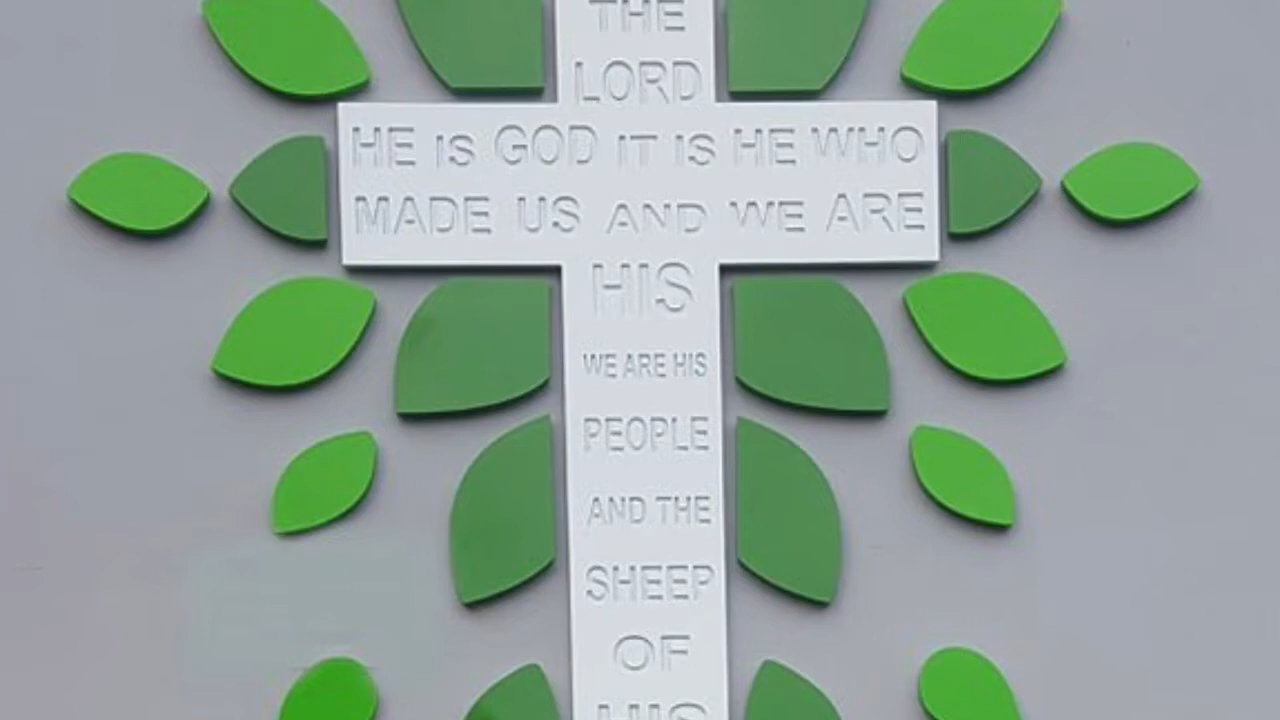 THE
LORD
HE IS GOD IT IS HE WHO
MADE US AND WE ARE
HIS
WE ARE HIS
PEOPLE
AND THE
SHEEP
OF
HIS